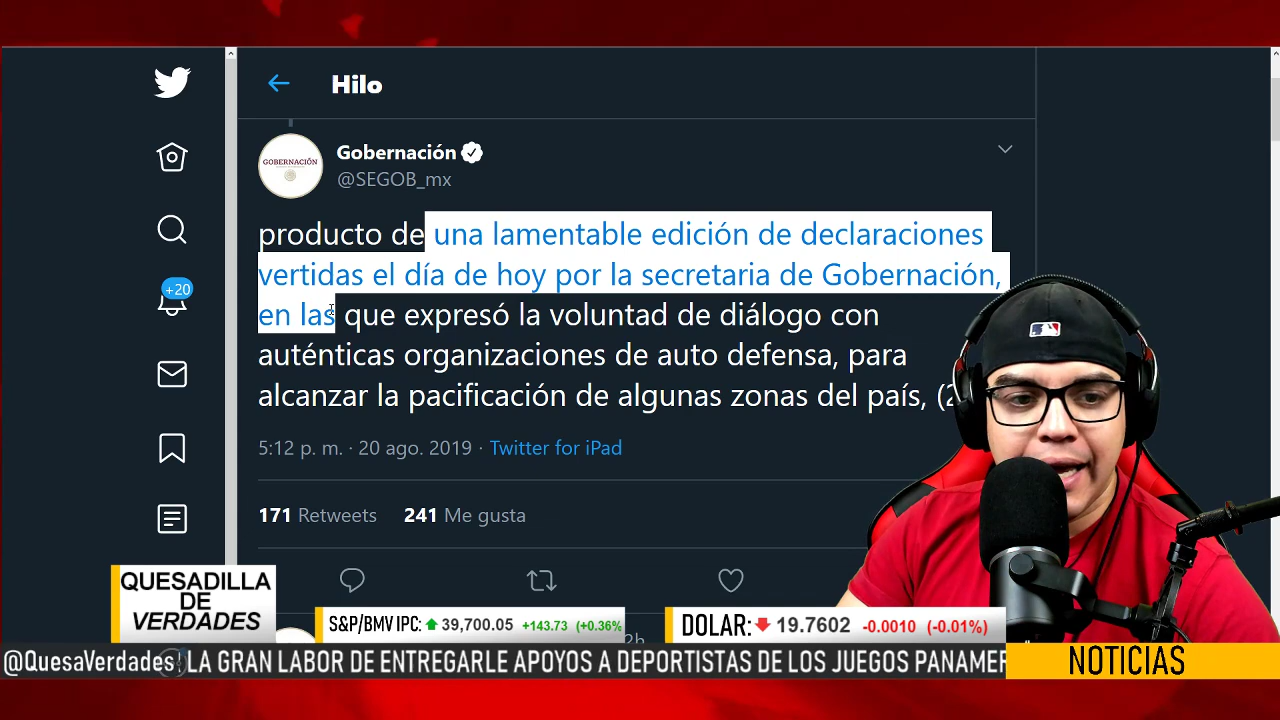 Hilo
GOBERNACIÓN
Gobernación
@SEGOB_mx
producto de una lamentable edición de declaraciones
vertidas el día de hoy por la secretaria de Gobernación,
en las que expresó la voluntad de diálogo con
auténticas organizaciones de auto defensa, para
alcanzar la pacificación de algunas zonas del país, (2
5:12 p. m. · 20 ago. 2019 · Twitter for iPad
171 Retweets 241 Me gusta
+20
QUESADILLA
DE
VERDADES
S&P/BMV IPC: 39,700.05 +143.73 (+0.36%)
DOLAR: 19.7602 -0.0010 (-0.01%)
@QuesaVerdades LA GRAN LABOR DE ENTREGARLE APOYOS A DEPORTISTAS DE LOS JUEGOS PANAMER
NOTICIAS